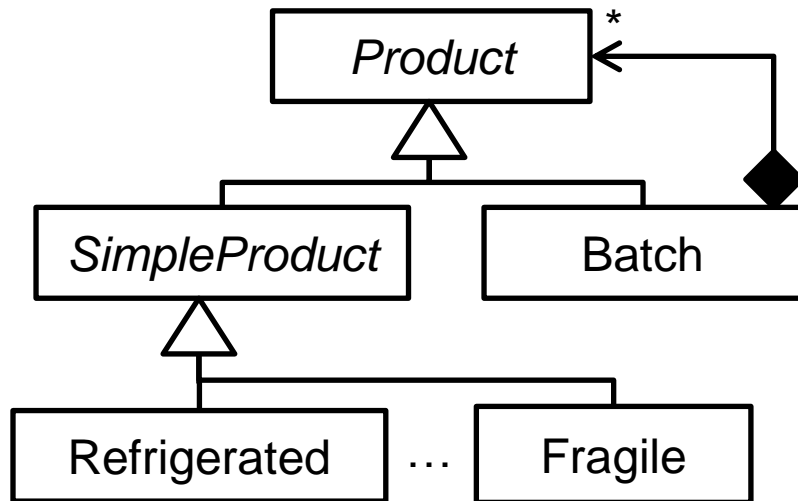 *
Product
SimpleProduct
Batch
Refrigerated
...
Fragile